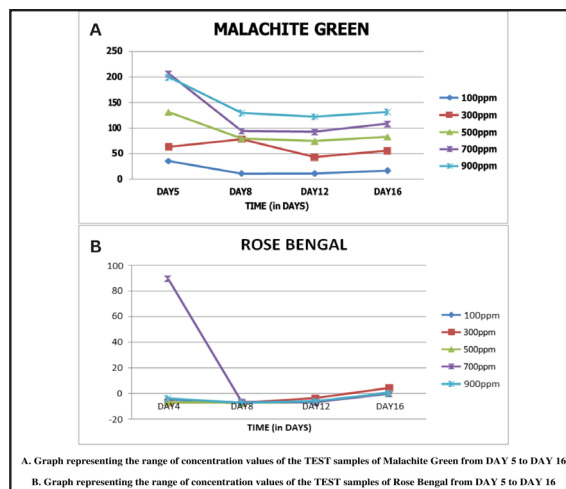 A
MALACHITE GREEN
250
200
150
100
50
0
DAY5 DAY8 DAY12 DAY16
TIME (in DAYS)
100ppm
300ppm
500ppm
700ppm
900ppm
B
ROSE BENGAL
100
80
60
40
20
0
-20
DAY4 DAY8 DAY12 DAY16
TIME (in DAYS)
100ppm
300ppm
500ppm
700ppm
900ppm
A. Graph representing the range of concentration values of the TEST samples of Malachite Green from DAY 5 to DAY 16
B. Graph representing the range of concentration values of the TEST samples of Rose Bengal from DAY 5 to DAY 16